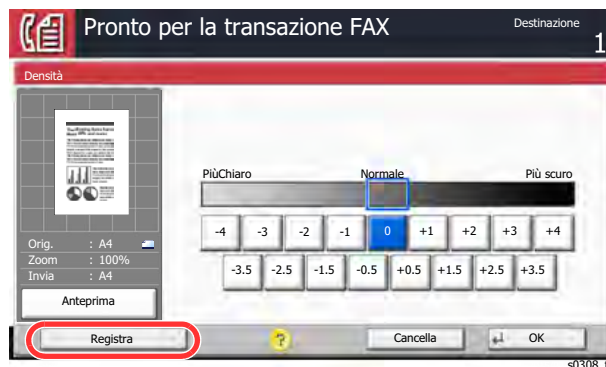 Pronto per la transazione FAX
Destinazione
1
Densità
PiùChiaro Normale Più scuro
-4 -3 -2 -1 0 +1 +2 +3 +4
-3.5 -2.5 -1.5 -0.5 +0.5 +1.5 +2.5 +3.5
Orig. : A4
Zoom : 100%
Invia : A4
Anteprima
Registra ? Cancella OK
s0308